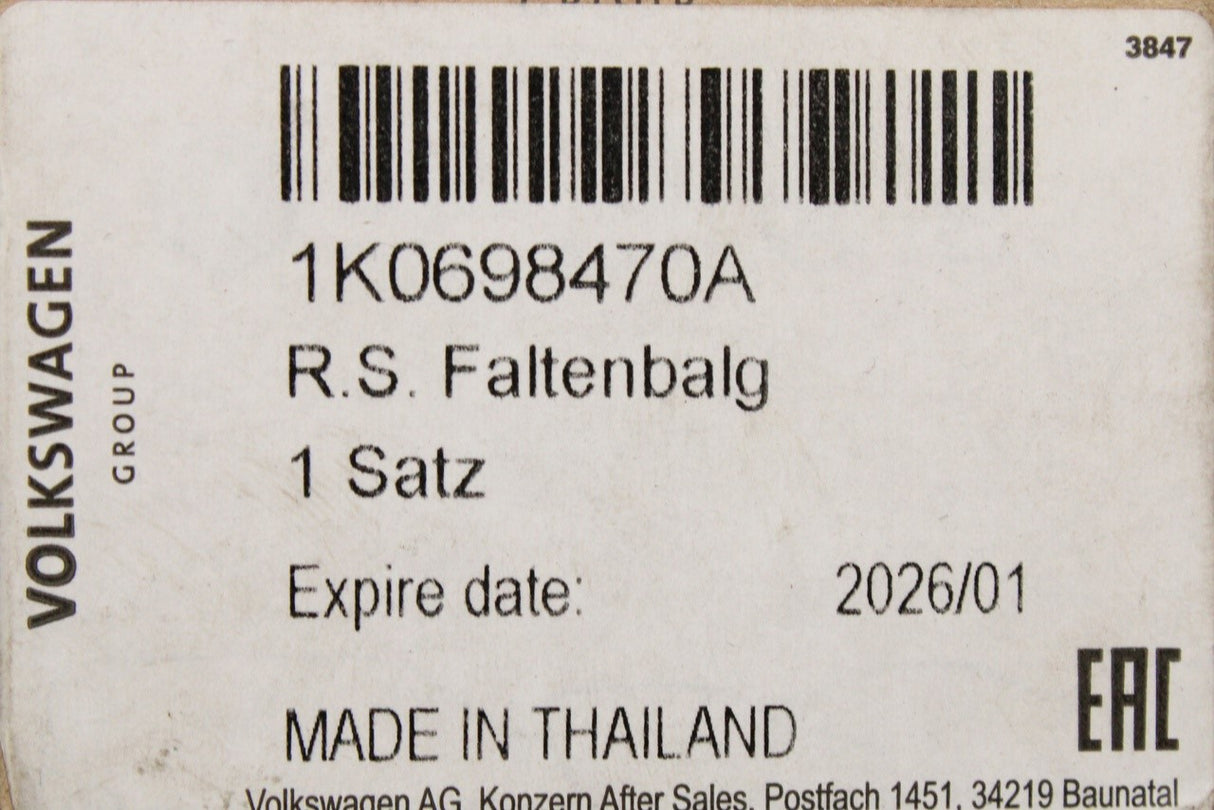 3847
VOLKSWAGEN
GROUP
1K0698470A
R.S. Faltenbalg
1 Satz
Expire date: 2026/01
EAC
MADE IN THAILAND
Volkswagen AG, Konzern After Sales, Postfach 1451, 34219 Baunatal